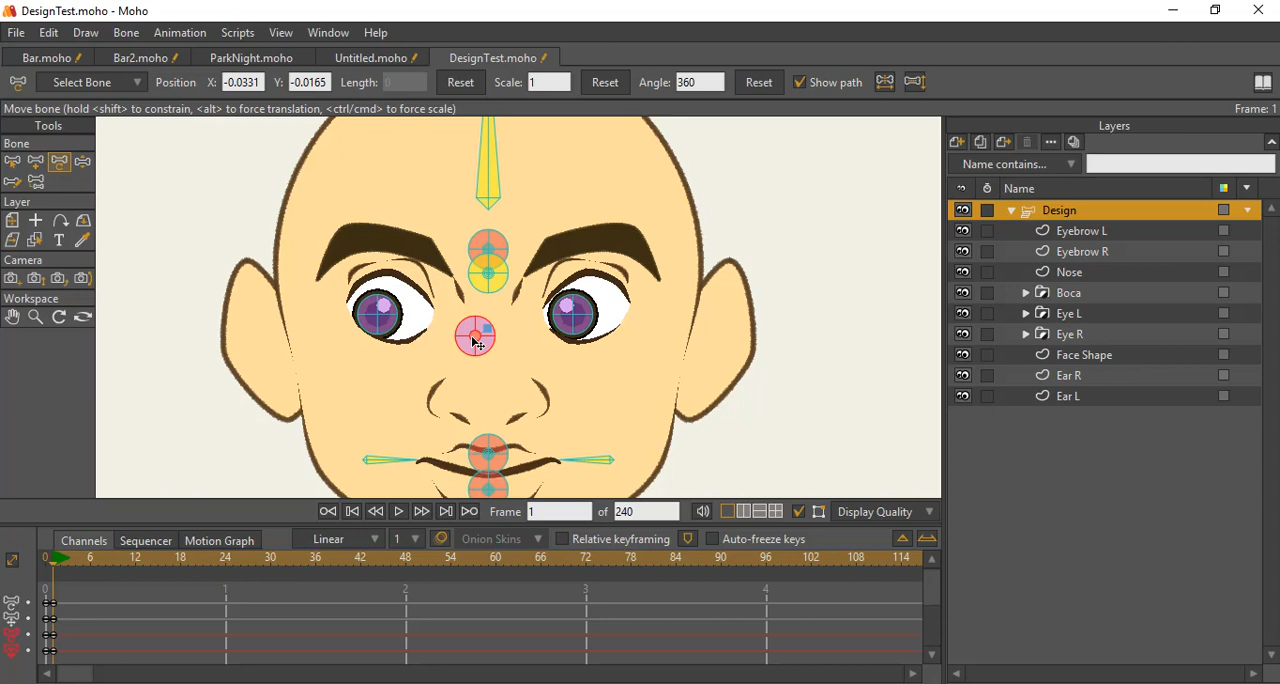 DesignTest.moho - Moho
File Edit Draw Bone Animation Scripts View Window Help
Bar.moho Bar2.moho ParkNight.moho Untitled.moho DesignTest.moho
Select Bone Position X: -0.0331 Y: -0.0165 Length: 0 Reset Scale: 1 Reset Angle: 360 Reset Show path
Move bone (hold <shift> to constrain, <alt> to force translation, <ctrl/cmd> to force scale) Frame: 1
Tools
Bone
Layer
T
Camera
Workspace
Layers
Name contains...
Name
Design
Eyebrow L
Eyebrow R
Nose
Boca
Eye L
Eye R
Face Shape
Ear R
Ear L
Frame 1 of 240 Display Quality
Channels Sequencer Motion Graph Linear 1 Onion Skins Relative keyframing Auto-freeze keys
0 6 12 18 24 30 36 42 48 54 60 66 72 78 84 90 96 102 108 114
0 1 2 3 4